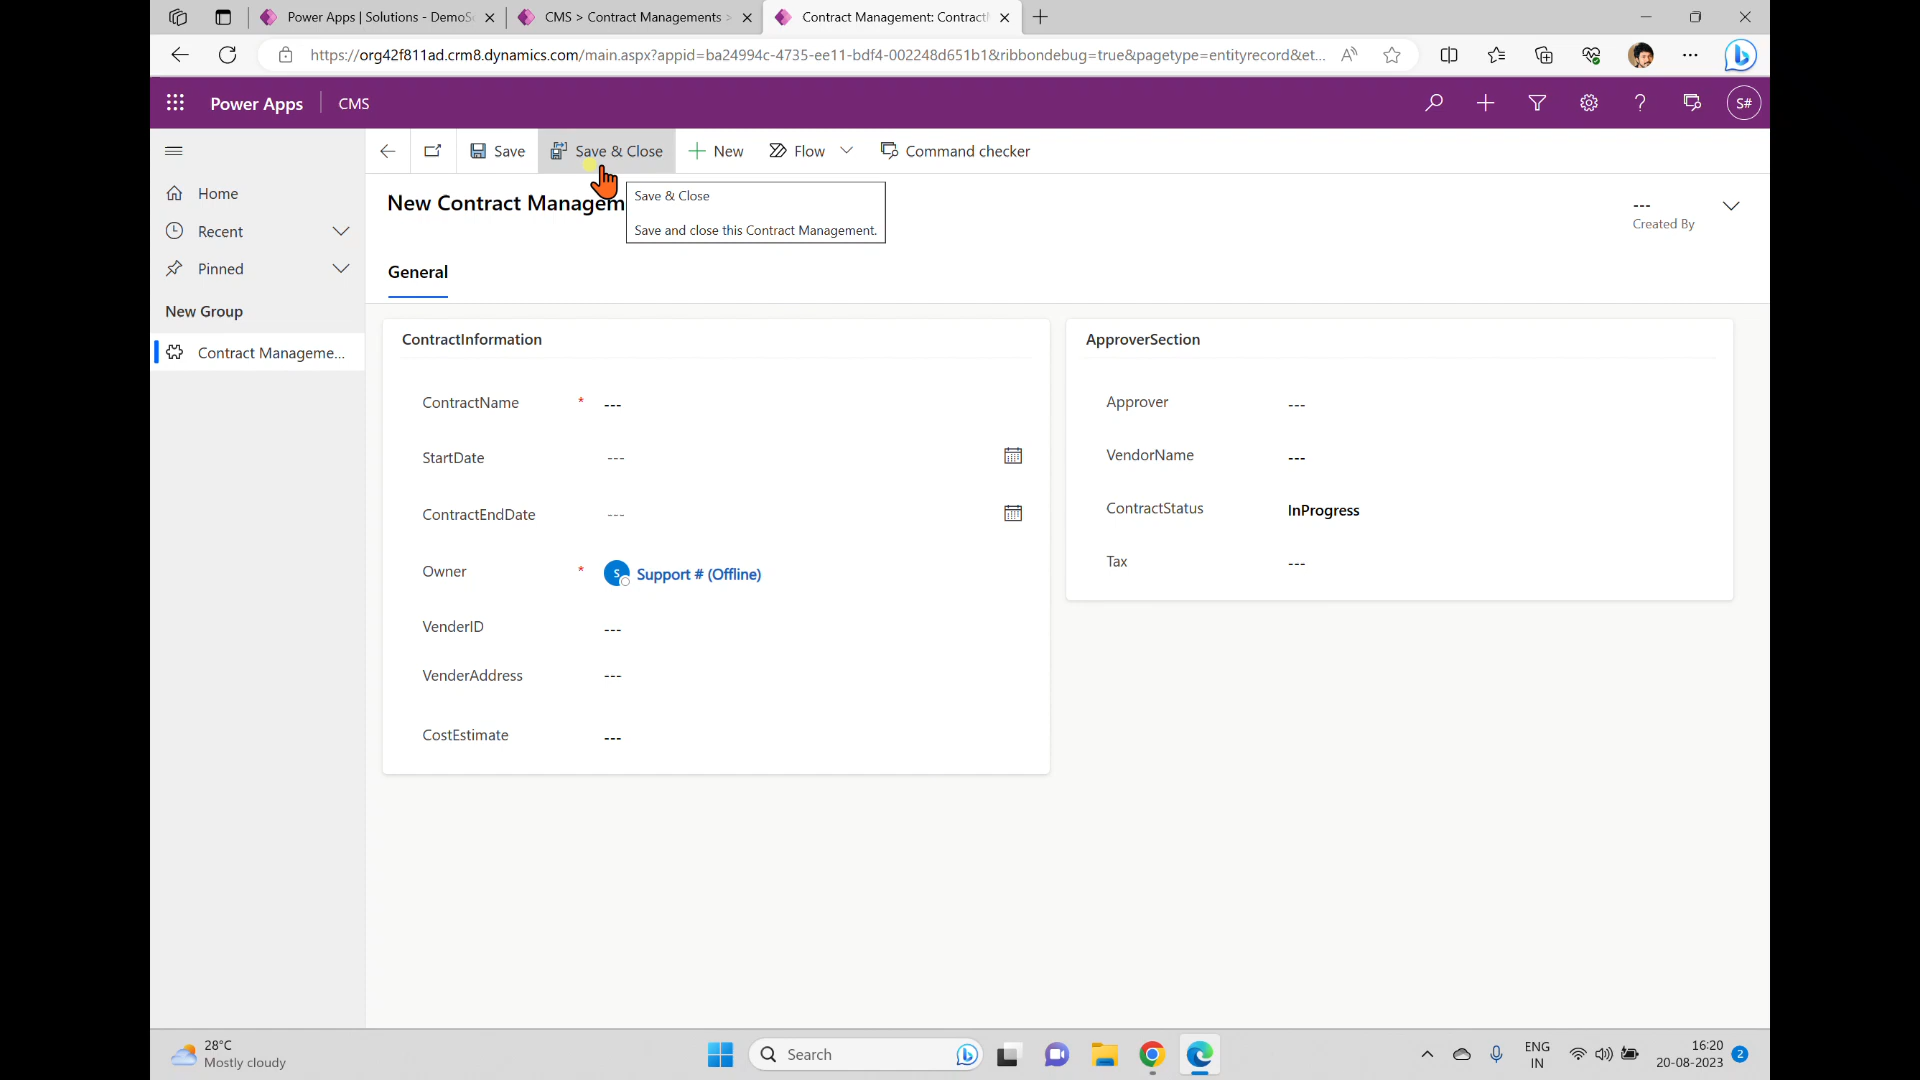 Power Apps | Solutions - DemoSo
CMS > Contract Managements >
Contract Management: Contract
https://org42f811ad.crm8.dynamics.com/main.aspx?appid=ba24994c-4735-ee11-bdf4-002248d651b1&ribbondebug=true&pagetype=entityrecord&et...
Power Apps
CMS
S#
Save
Save & Close
New
Flow
Command checker
Home
Recent
Pinned
New Group
Contract Manageme...
New Contract Managem
Save & Close
Save and close this Contract Management.
---
Created By
General
ContractInformation
ContractName * ---
StartDate ---
ContractEndDate ---
Owner * S Support # (Offline)
VenderID ---
VenderAddress ---
CostEstimate ---
ApproverSection
Approver ---
VendorName ---
ContractStatus InProgress
Tax ---
28°C
Mostly cloudy
Search
ENG
IN
16:20
20-08-2023
2